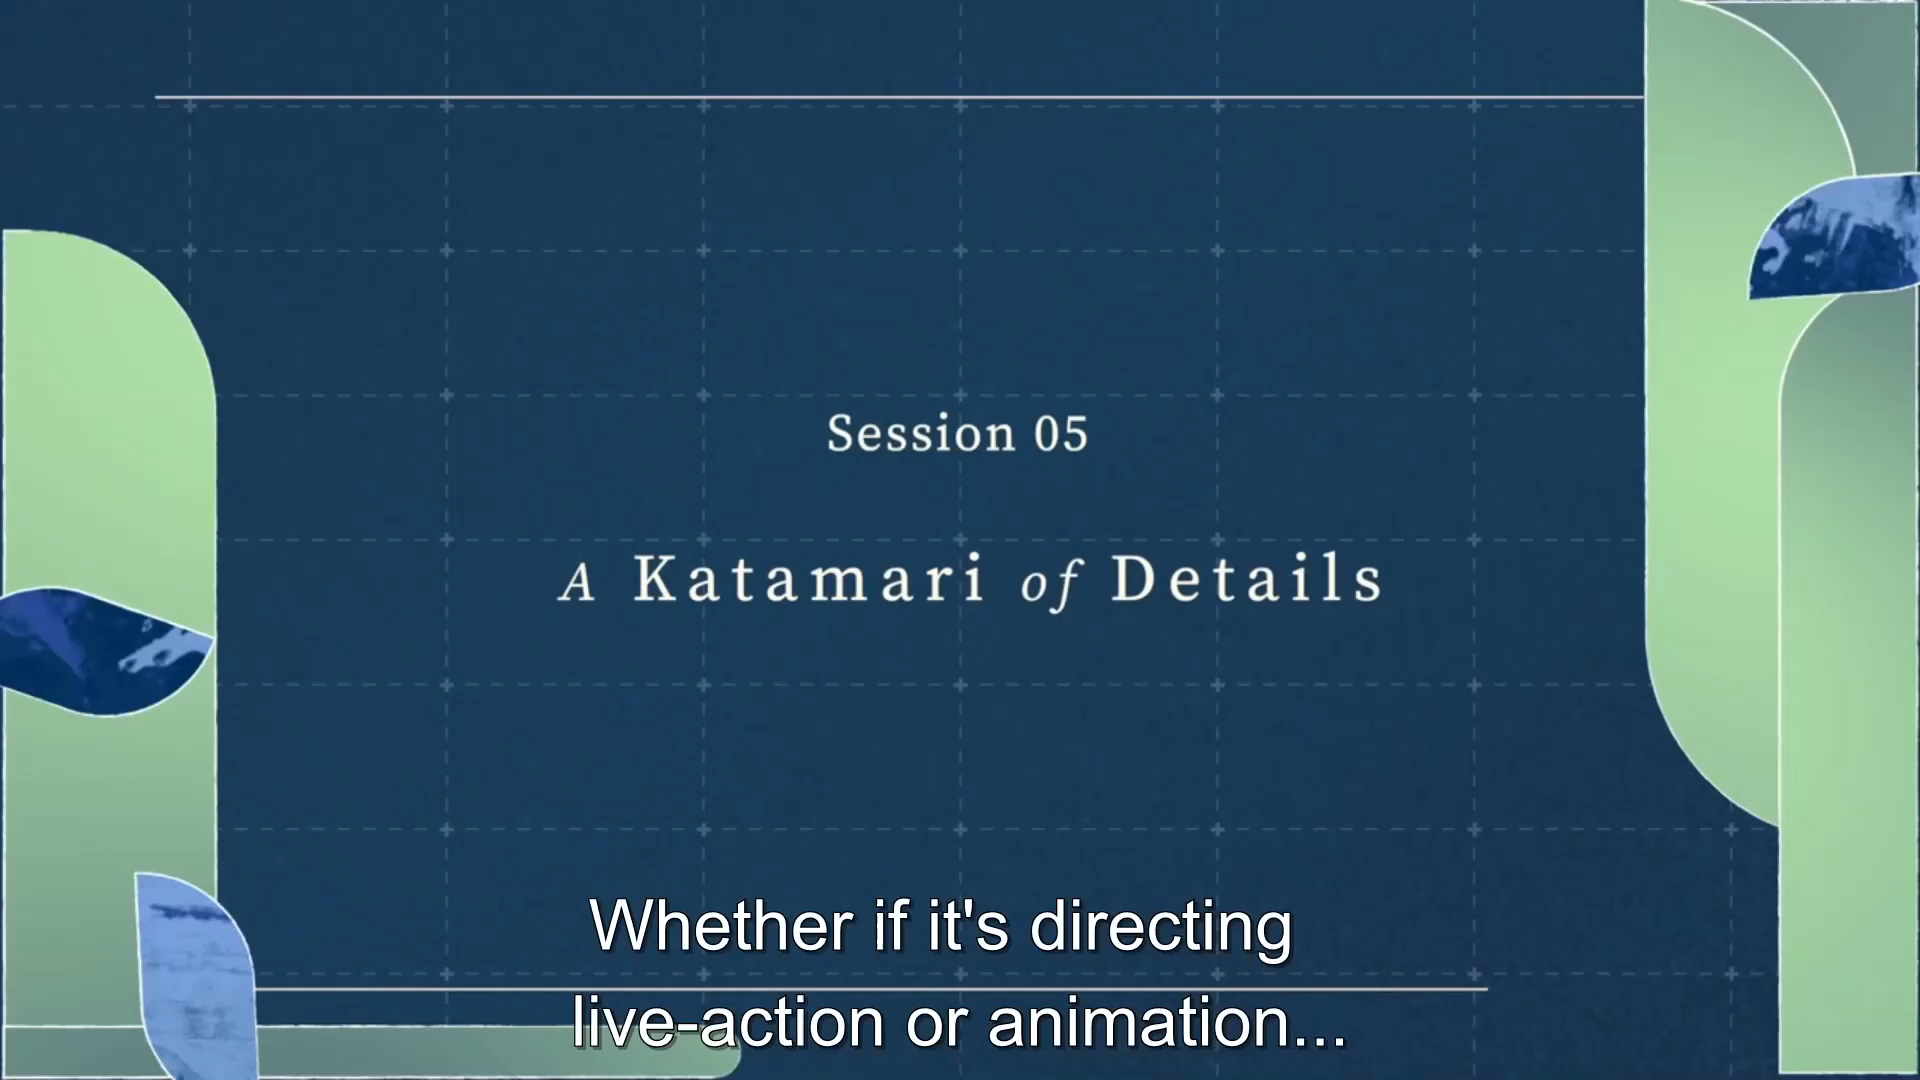 Session 05
A Katamari of Details
Whether if it's directing
live-action or animation...